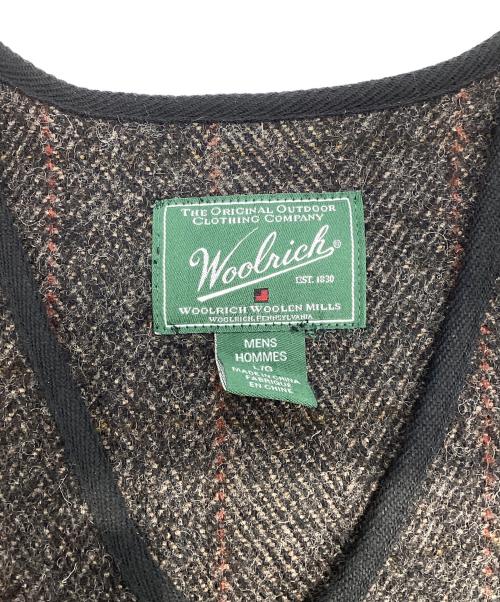 THE ORIGINAL OUTDOOR
CLOTHING COMPANY
Woolrich®
EST. 1830
WOOLRICH WOOLEN MILLS
WOOLRICH, PENNSYLVANIA
MENS
HOMMES
L/G
MADE IN CHINA
FABRIQUE
EN CHINE